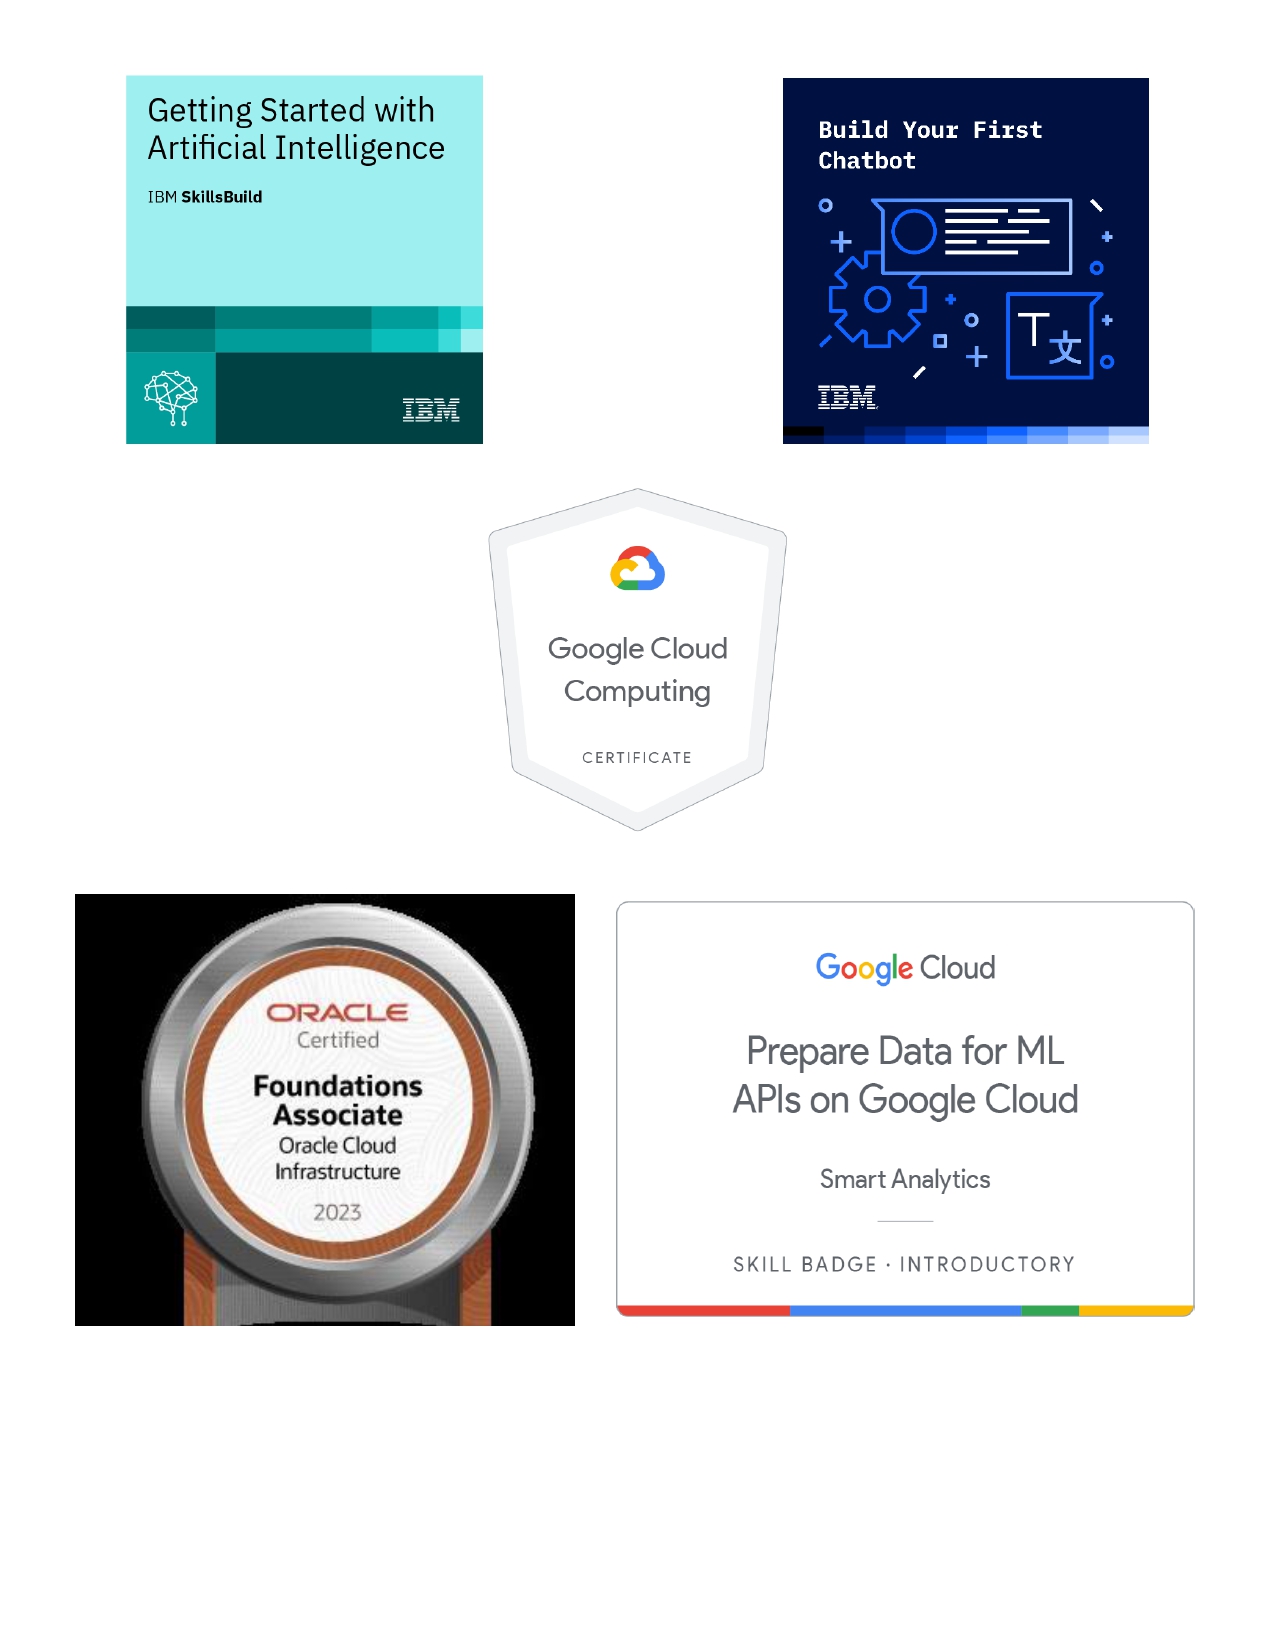 Getting Started with
Artificial Intelligence
IBM SkillsBuild
IBM
Build Your First
Chatbot
T
文
IBM
Google Cloud
Computing
CERTIFICATE
ORACLE
Certified
Foundations
Associate
Oracle Cloud
Infrastructure
2023
Google Cloud
Prepare Data for ML
APIs on Google Cloud
Smart Analytics
SKILL BADGE · INTRODUCTORY